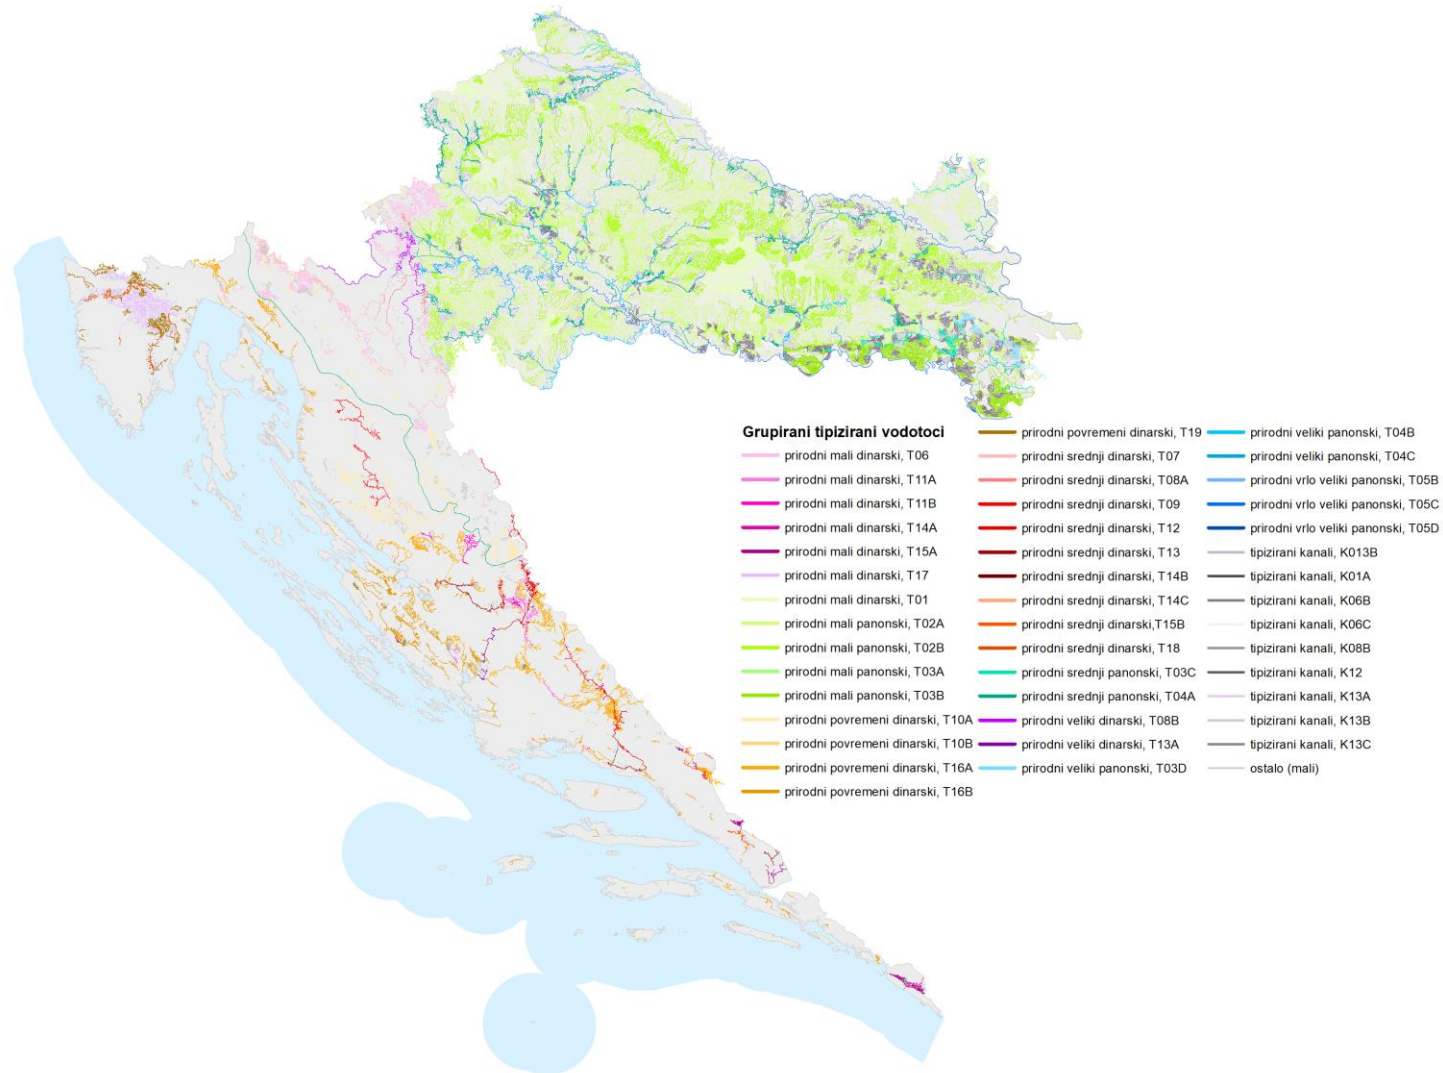 Grupirani tipizirani vodotoci
prirodni mali dinarski, T06
prirodni mali dinarski, T11A
prirodni mali dinarski, T11B
prirodni mali dinarski, T14A
prirodni mali dinarski, T15A
prirodni mali dinarski, T17
prirodni mali dinarski, T01
prirodni mali panonski, T02A
prirodni mali panonski, T02B
prirodni mali panonski, T03A
prirodni mali panonski, T03B
prirodni povremeni dinarski, T10A
prirodni povremeni dinarski, T10B
prirodni povremeni dinarski, T16A
prirodni povremeni dinarski, T16B
prirodni povremeni dinarski, T19
prirodni srednji dinarski, T07
prirodni srednji dinarski, T08A
prirodni srednji dinarski, T09
prirodni srednji dinarski, T12
prirodni srednji dinarski, T13
prirodni srednji dinarski, T14B
prirodni srednji dinarski, T14C
prirodni srednji dinarski,T15B
prirodni srednji dinarski, T18
prirodni srednji panonski, T03C
prirodni srednji panonski, T04A
prirodni veliki dinarski, T08B
prirodni veliki dinarski, T13A
prirodni veliki panonski, T03D
prirodni veliki panonski, T04B
prirodni veliki panonski, T04C
prirodni vrlo veliki panonski, T05B
prirodni vrlo veliki panonski, T05C
prirodni vrlo veliki panonski, T05D
tipizirani kanali, K013B
tipizirani kanali, K01A
tipizirani kanali, K06B
tipizirani kanali, K06C
tipizirani kanali, K08B
tipizirani kanali, K12
tipizirani kanali, K13A
tipizirani kanali, K13B
tipizirani kanali, K13C
ostalo (mali)